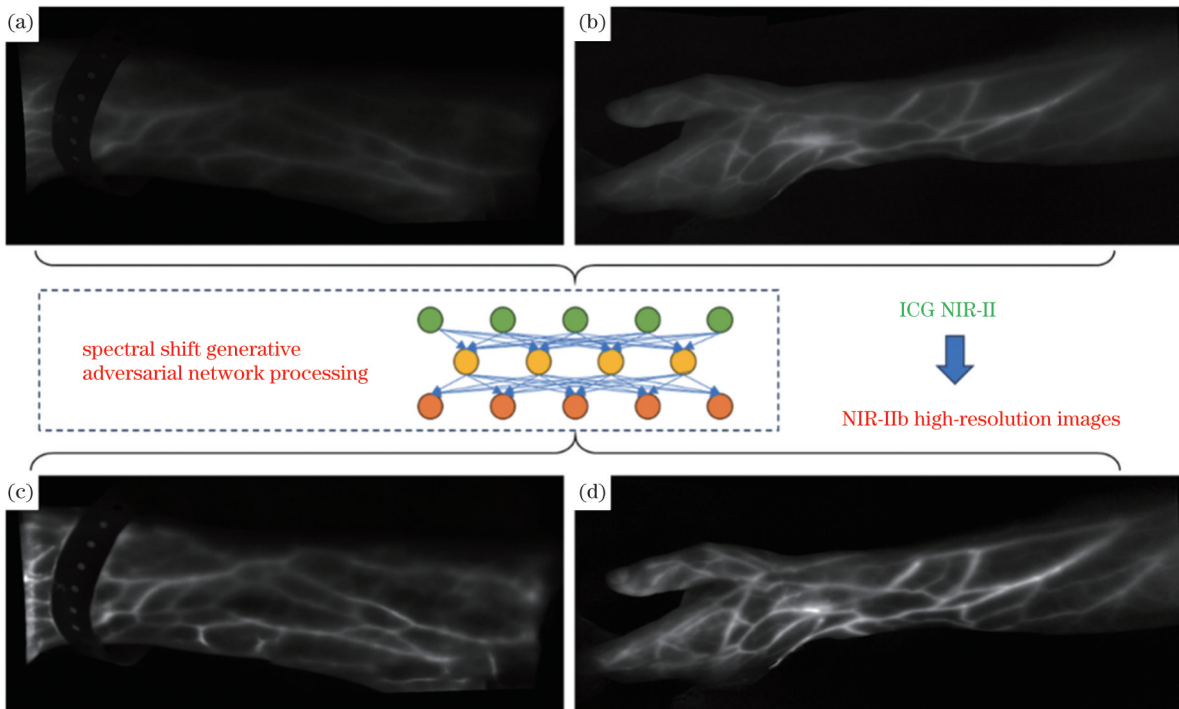 (a)
(b)
spectral shift generative
adversarial network processing
ICG NIR-II
NIR-IIb high-resolution images
(c)
(d)